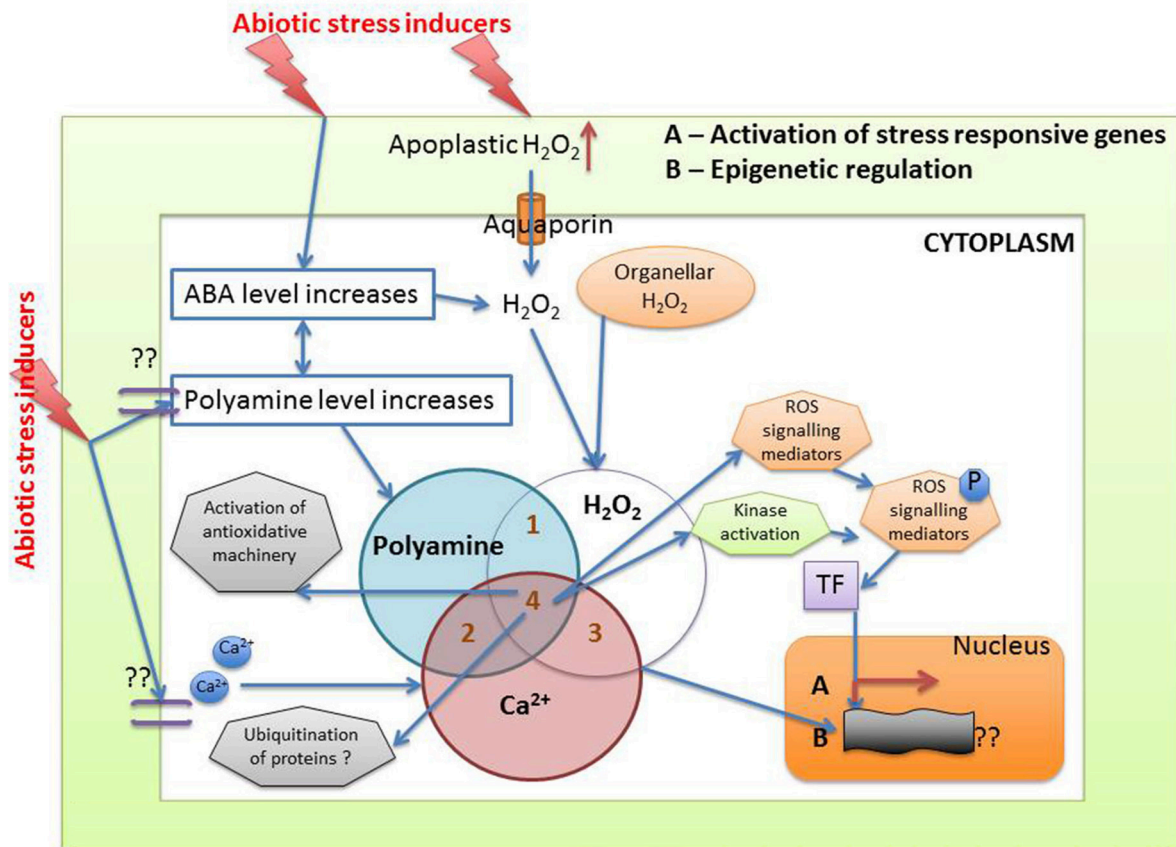 Abiotic stress inducers
Apoplastic H₂O₂
A – Activation of stress responsive genes
B – Epigenetic regulation
Aquaporin
CYTOPLASM
ABA level increases
H₂O₂
Organellar
H₂O₂
Abiotic stress inducers
??
Polyamine level increases
ROS
signalling
mediators
Activation of
antioxidative
machinery
Polyamine
1
H₂O₂
Kinase
activation
P
ROS
signalling
mediators
4
TF
2
3
Ca²⁺
Ca²⁺
??
Ca²⁺
Nucleus
A
B
??
Ubiquitination
of proteins ?